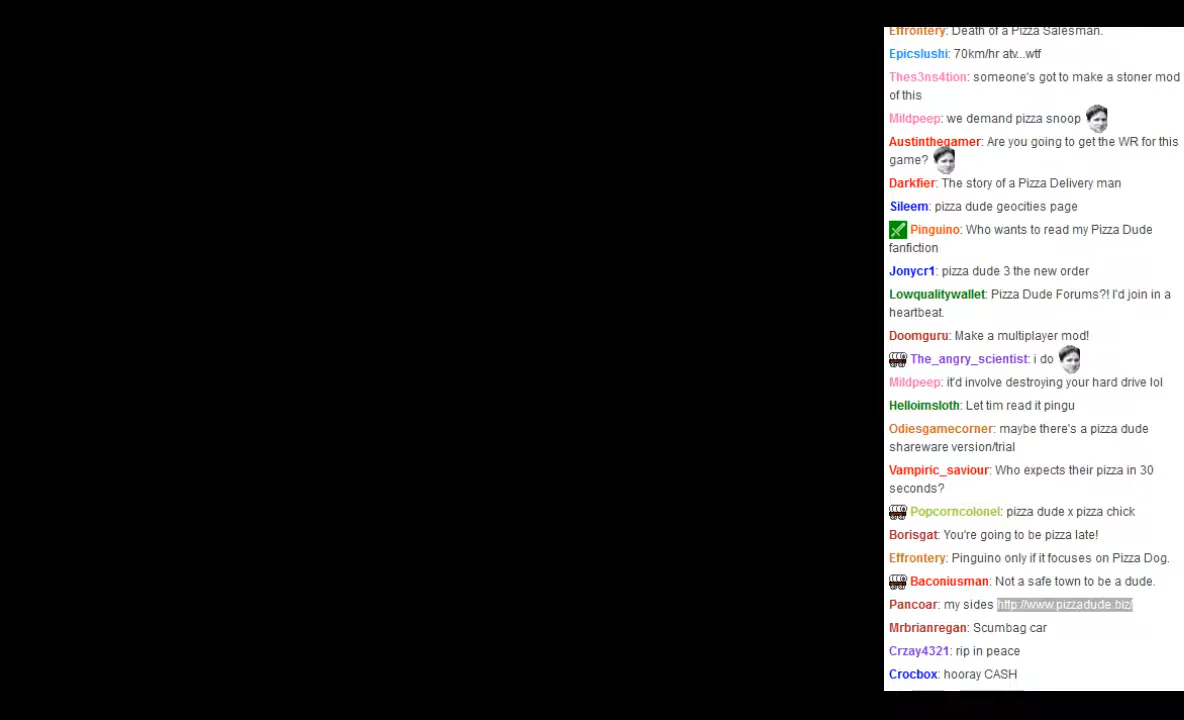 Effrontery: Death of a Pizza Salesman.
Epicslushi: 70km/hr atv...wtf
Thes3ns4tion: someone's got to make a stoner mod
of this
Mildpeep: we demand pizza snoop
Austinthegamer: Are you going to get the WR for this
game?
Darkfier: The story of a Pizza Delivery man
Sileem: pizza dude geocities page
Pinguino: Who wants to read my Pizza Dude
fanfiction
Jonycr1: pizza dude 3 the new order
Lowqualitywallet: Pizza Dude Forums?! I'd join in a
heartbeat.
Doomguru: Make a multiplayer mod!
The_angry_scientist: i do
Mildpeep: it'd involve destroying your hard drive lol
Helloimsloth: Let tim read it pingu
Odiesgamecorner: maybe there's a pizza dude
shareware version/trial
Vampiric_saviour: Who expects their pizza in 30
seconds?
Popcorncolonel: pizza dude x pizza chick
Borisgat: You're going to be pizza late!
Effrontery: Pinguino only if it focuses on Pizza Dog.
Baconiusman: Not a safe town to be a dude.
Pancoar: my sides http://www.pizzadude.biz/
Mrbrianregan: Scumbag car
Crzay4321: rip in peace
Crocbox: hooray CASH